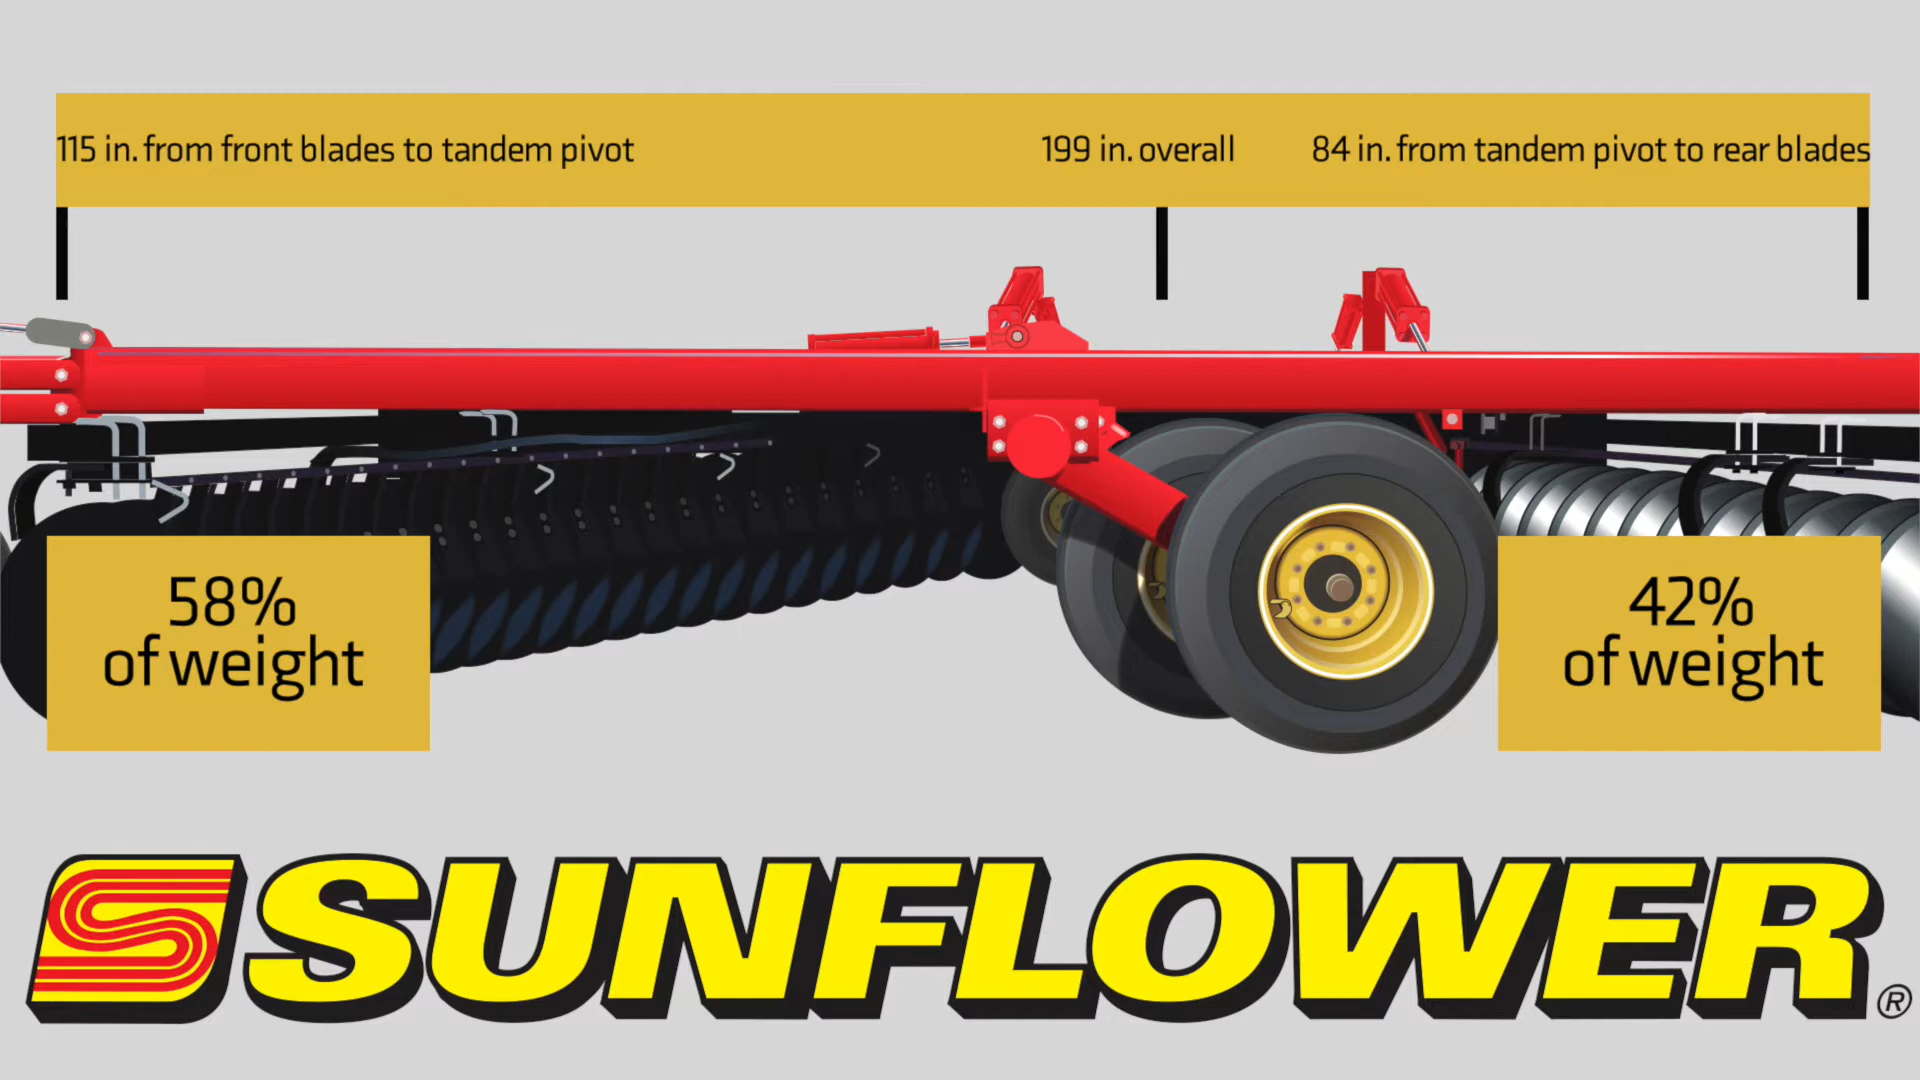 115 in. from front blades to tandem pivot
199 in. overall
84 in. from tandem pivot to rear blades
58%
of weight
42%
of weight
SUNFLOWER®